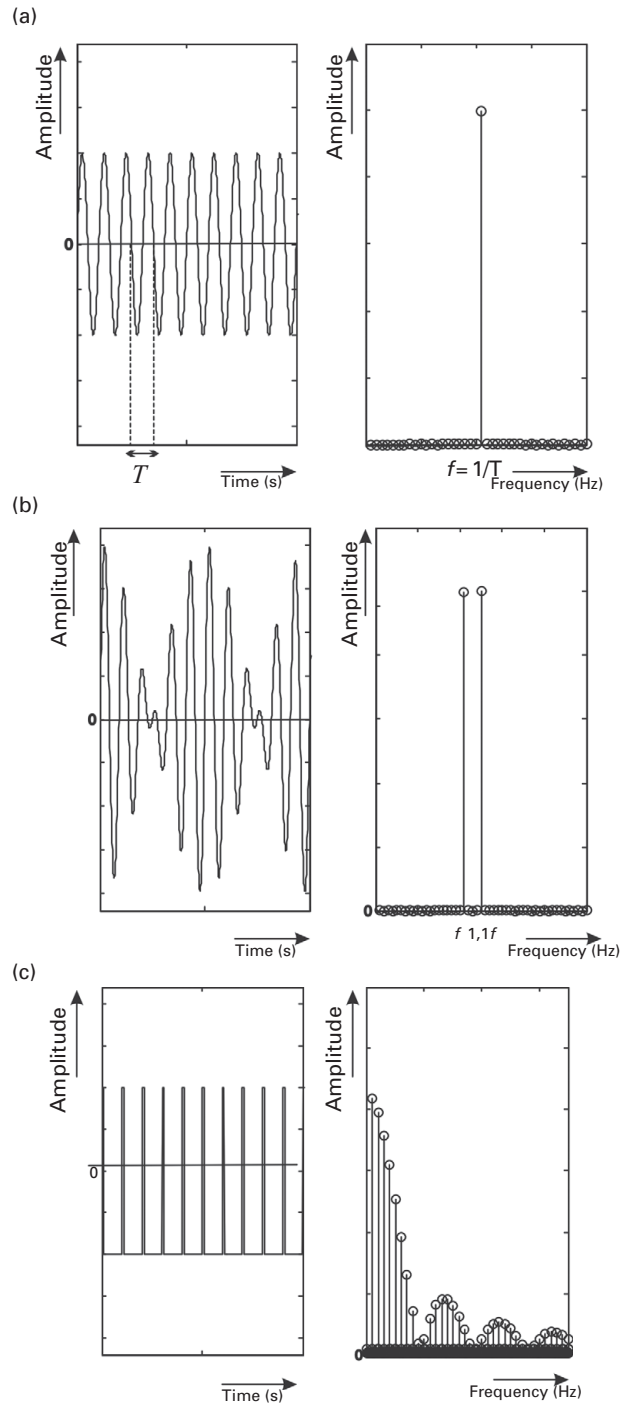 (a)
Amplitude
Amplitude
0
T
Time (s)
f = 1/T
Frequency (Hz)
(b)
Amplitude
Amplitude
0
0
Time (s)
f 1,1f
Frequency (Hz)
(c)
Amplitude
Amplitude
0
0
Time (s)
Frequency (Hz)